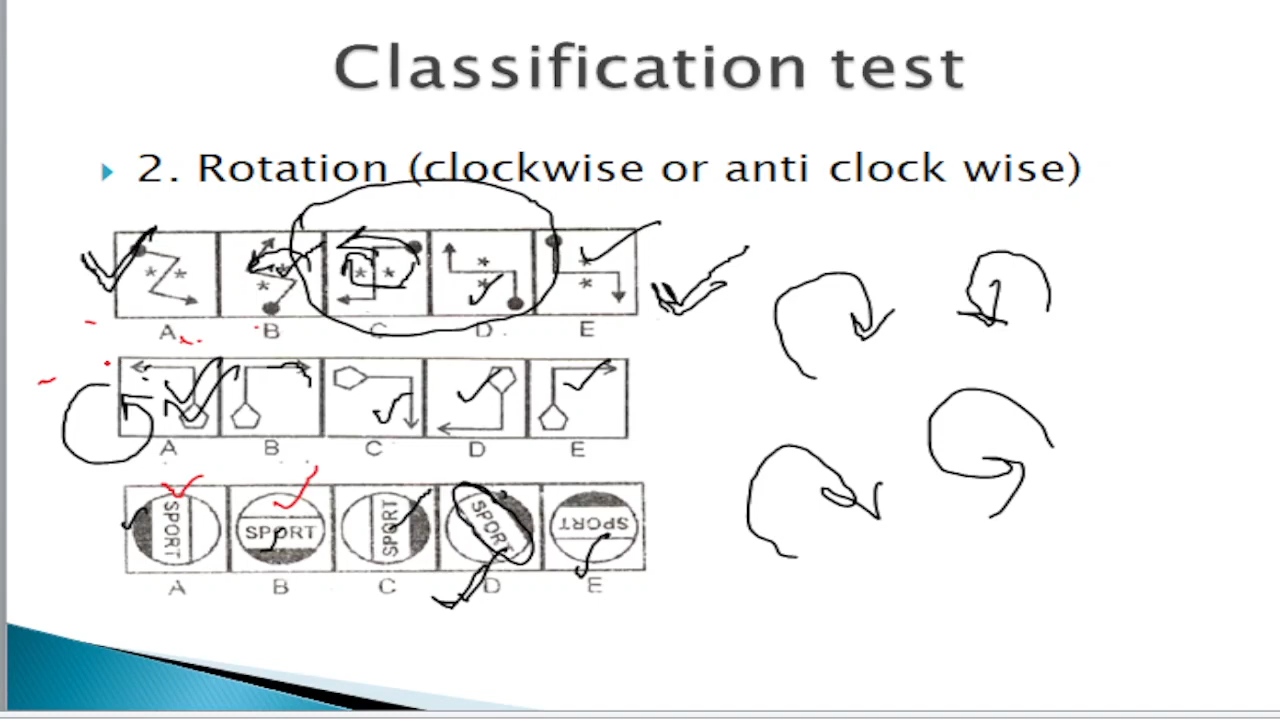 Classification test
2. Rotation (clockwise or anti clock wise)
A B C D E
A B C D E
SPORT SPORT SPORT SPORT SPORT
A B C D E